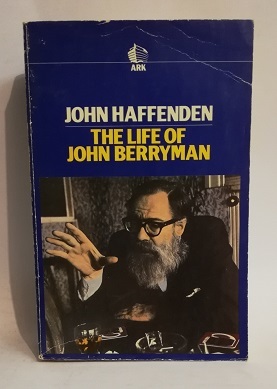 ARK
JOHN HAFFENDEN
THE LIFE OF
JOHN BERRYMAN